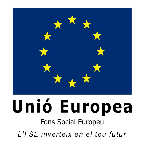 Unió Europea
Fons Social Europeu
L'FSE inverteix en el teu futur